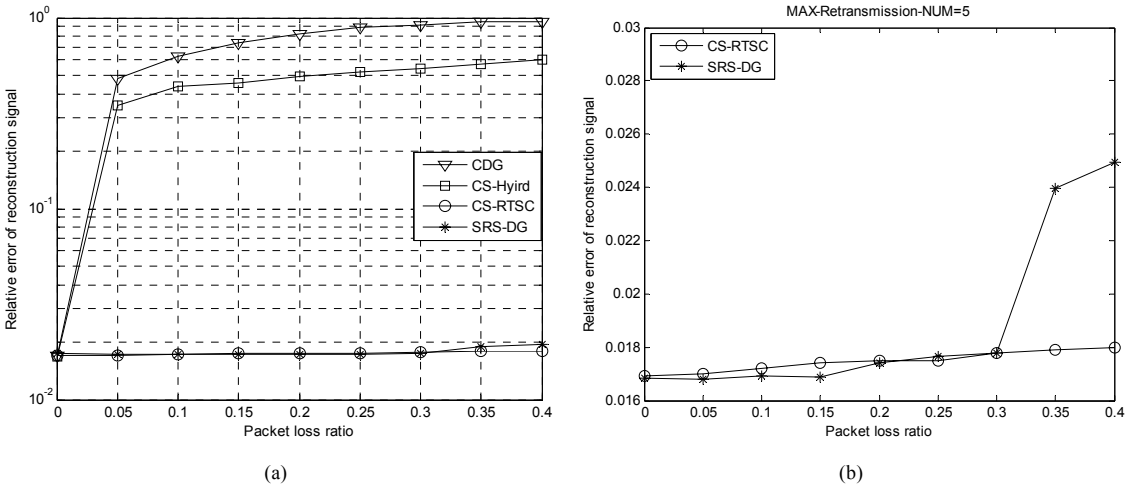 10^0
10^-1
10^-2
Relative error of reconstruction signal
CDG
CS-Hyird
CS-RTSC
SRS-DG
0 0.05 0.1 0.15 0.2 0.25 0.3 0.35 0.4
Packet loss ratio
(a)
MAX-Retransmission-NUM=5
0.03
0.028
0.026
0.024
0.022
0.02
0.018
0.016
Relative error of reconstruction signal
CS-RTSC
SRS-DG
0 0.05 0.1 0.15 0.2 0.25 0.3 0.35 0.4
Packet loss ratio
(b)